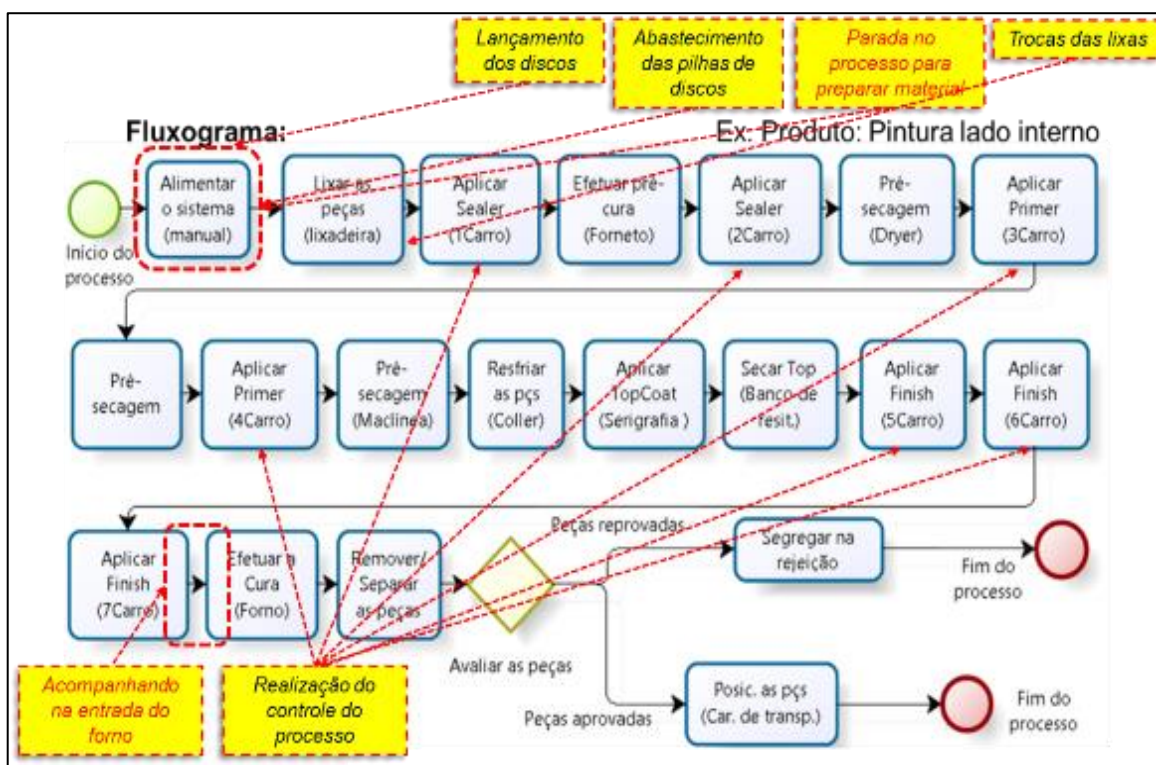 Lançamento
dos discos
Abastecimento
das pilhas de
discos
Parada no
processo para
preparar material
Trocas das lixas
Fluxograma:
Ex: Produto: Pintura lado interno
Início do
processo
Alimentar
o sistema
(manual)
Lixar as
peças
(lixadeira)
Aplicar
Sealer
(1Carro)
Efetuar pré-
cura
(Forneto)
Aplicar
Sealer
(2Carro)
Pré-
secagem
(Dryer)
Aplicar
Primer
(3Carro)
Pré-
secagem
Aplicar
Primer
(4Carro)
Pré-
secagem
(Maclinea)
Resfriar
as pçs
(Coller)
Aplicar
TopCoat
(Serigrafia )
Secar Top
(Banco de
fesit.)
Aplicar
Finish
(5Carro)
Aplicar
Finish
(6Carro)
Aplicar
Finish
(7Carro)
Efetuar a
Cura
(Forno)
Remover/
Separar
as peças
Avaliar as peças
Peças reprovadas
Segregar na
rejeição
Fim do
processo
Peças aprovadas
Posic. as pçs
(Car. de transp.)
Fim do
processo
Acompanhando
na entrada do
forno
Realização do
controle do
processo